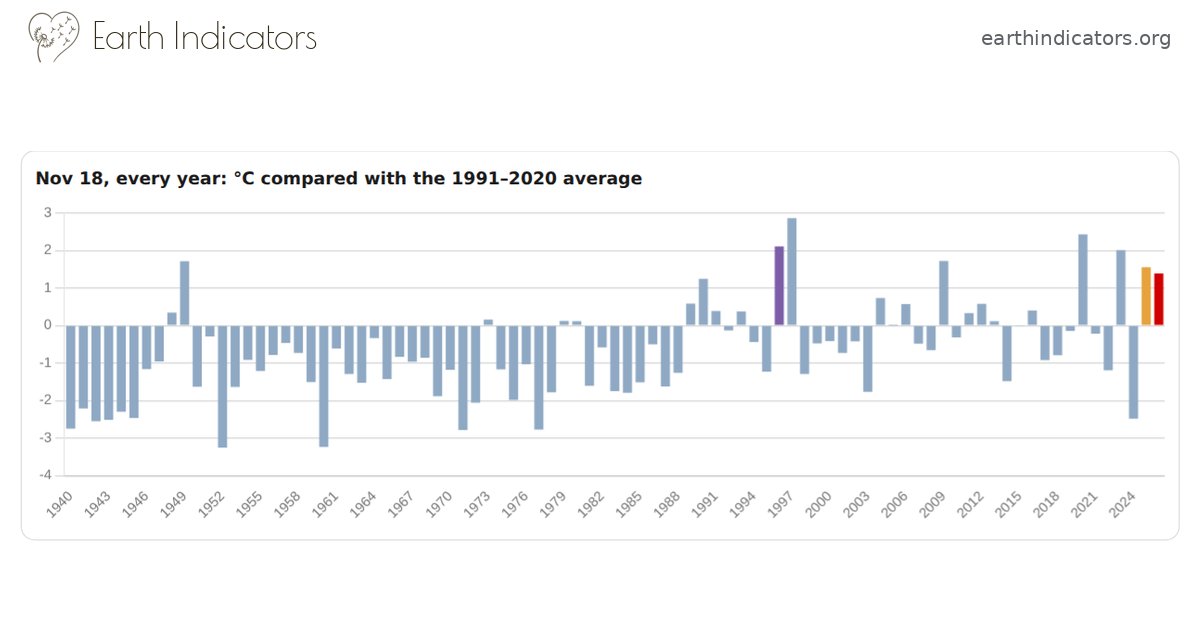 Earth Indicators
earthindicators.org
Nov 18, every year: °C compared with the 1991–2020 average
3
2
1
0
-1
-2
-3
-4
1940 1943 1946 1949 1952 1955 1958 1961 1964 1967 1970 1973 1976 1979 1982 1985 1988 1991 1994 1997 2000 2003 2006 2009 2012 2015 2018 2021 2024